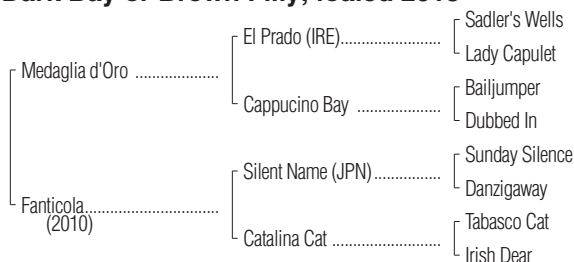 Dark Bay or Brown Filly; foaled
Sadler's Wells
El Prado (IRE)........................
Lady Capulet
Medaglia d'Oro ....................
Bailjumper
Cappucino Bay ....................
Dubbed In
Sunday Silence
Silent Name (JPN)................
Danzigaway
Fanticola................................
(2010)
Tabasco Cat
Catalina Cat ..........................
Irish Dear